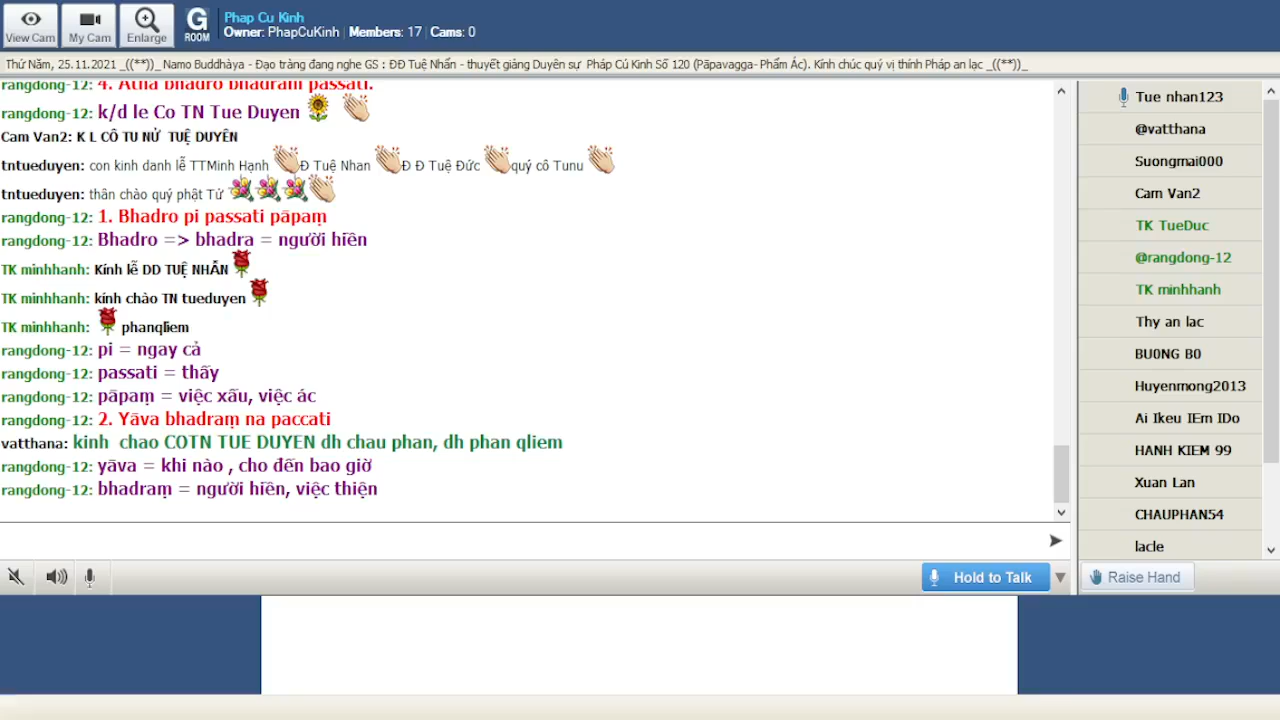 View Cam
My Cam
Enlarge
G
ROOM
Phap Cu Kinh
Owner: PhapCuKinh | Members: 17 | Cams: 0
Thứ Năm, 25.11.2021 _((**))_ Namo Buddhàya - Đạo tràng đang nghe GS : ĐĐ Tuệ Nhẫn - thuyết giảng Duyên sự Pháp Cú Kinh Số 120 (Pāpavagga- Phẩm Ác). Kính chúc quý vị thính Pháp an lạc _((**))_
rangdong-12: 4. Atha bhadro bhadrāni passati.
rangdong-12: k/d le Co TN Tue Duyen
Cam Van2: K L CÔ TU NỬ TUỆ DUYÊN
tntueduyen: con kinh danh lễ TTMinh Hạnh Đ Tuệ Nhan Đ Đ Tuệ Đức quý cô Tunu
tntueduyen: thân chào quý phật Tử
rangdong-12: 1. Bhadro pi passati pāpaṃ
rangdong-12: Bhadro => bhadra = người hiền
TK minhhanh: Kính lễ DD TUỆ NHẪN
TK minhhanh: kính chào TN tueduyen
TK minhhanh: phanqliem
rangdong-12: pi = ngay cả
rangdong-12: passati = thấy
rangdong-12: pāpaṃ = việc xấu, việc ác
rangdong-12: 2. Yāva bhadraṃ na paccati
vatthana: kinh chao COTN TUE DUYEN dh chau phan, dh phan qliem
rangdong-12: yāva = khi nào , cho đến bao giờ
rangdong-12: bhadraṃ = người hiền, việc thiện
Hold to Talk
Tue nhan123
@vatthana
Suongmai000
Cam Van2
TK TueDuc
@rangdong-12
TK minhhanh
Thy an lac
BU0NG B0
Huyenmong2013
Ai Ikeu IEm IDo
HANH KIEM 99
Xuan Lan
CHAUPHAN54
lacle
Raise Hand